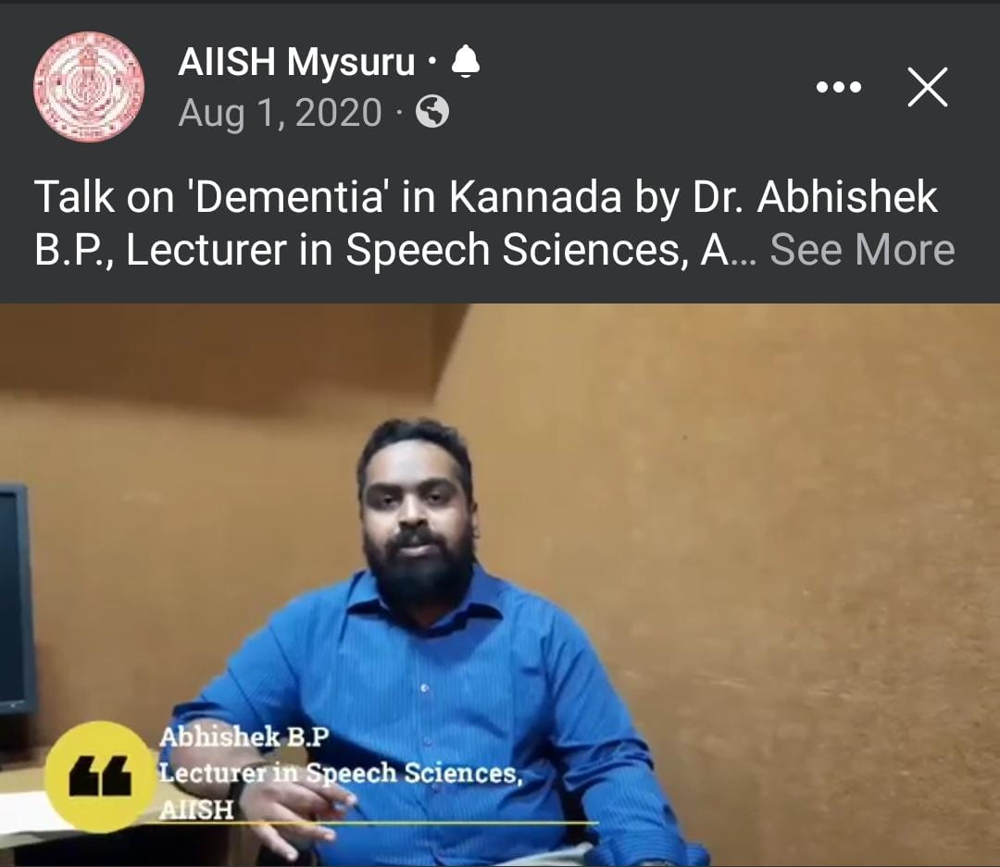 AIISH Mysuru ·
Aug 1, 2020 ·
Talk on 'Dementia' in Kannada by Dr. Abhishek
B.P., Lecturer in Speech Sciences, A... See More
Abhishek B.P
Lecturer in Speech Sciences,
AIISH